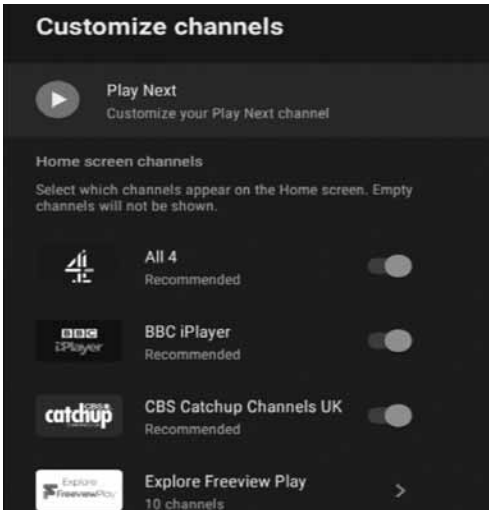 Customize channels
Play Next
Customize your Play Next channel
Home screen channels
Select which channels appear on the Home screen. Empty
channels will not be shown.
4
All 4
Recommended
BBC
iPlayer
BBC iPlayer
Recommended
CBS
catchup
CBS Catchup Channels UK
Recommended
Explore
FreeviewPlay
Explore Freeview Play
10 channels